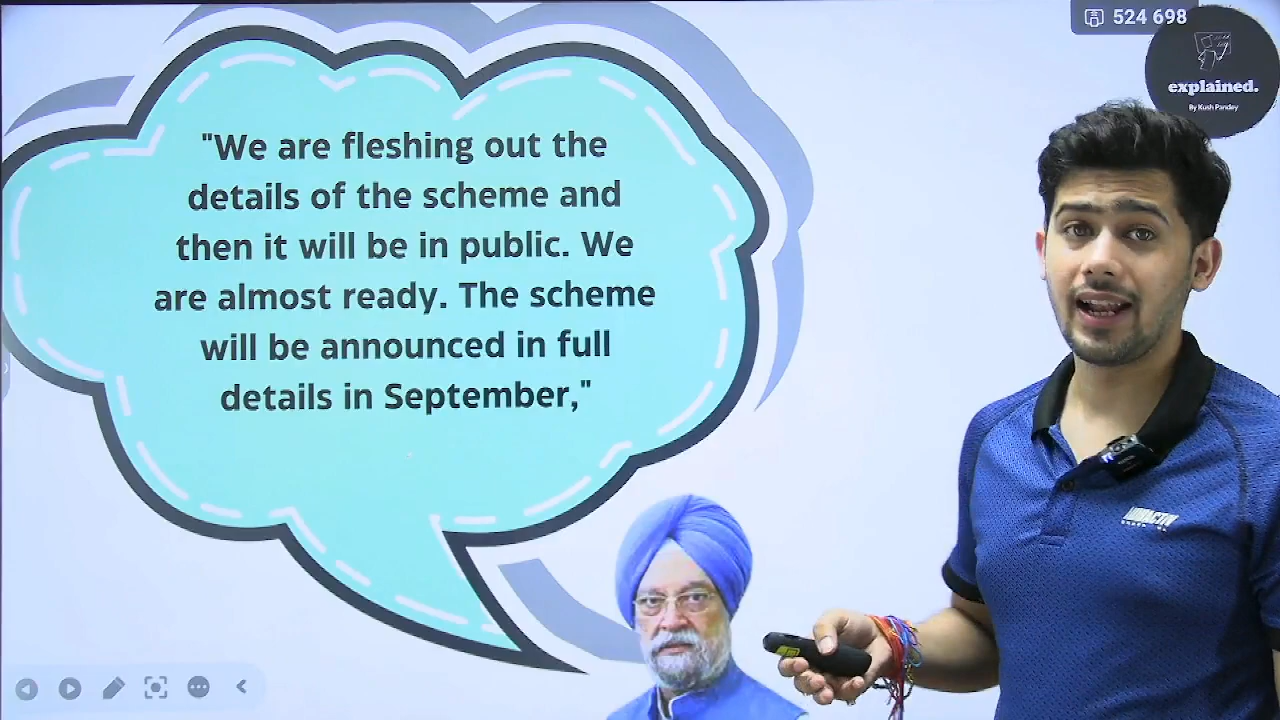 524 698
explained.
By Kush Pandey
"We are fleshing out the
details of the scheme and
then it will be in public. We
are almost ready. The scheme
will be announced in full
details in September,"